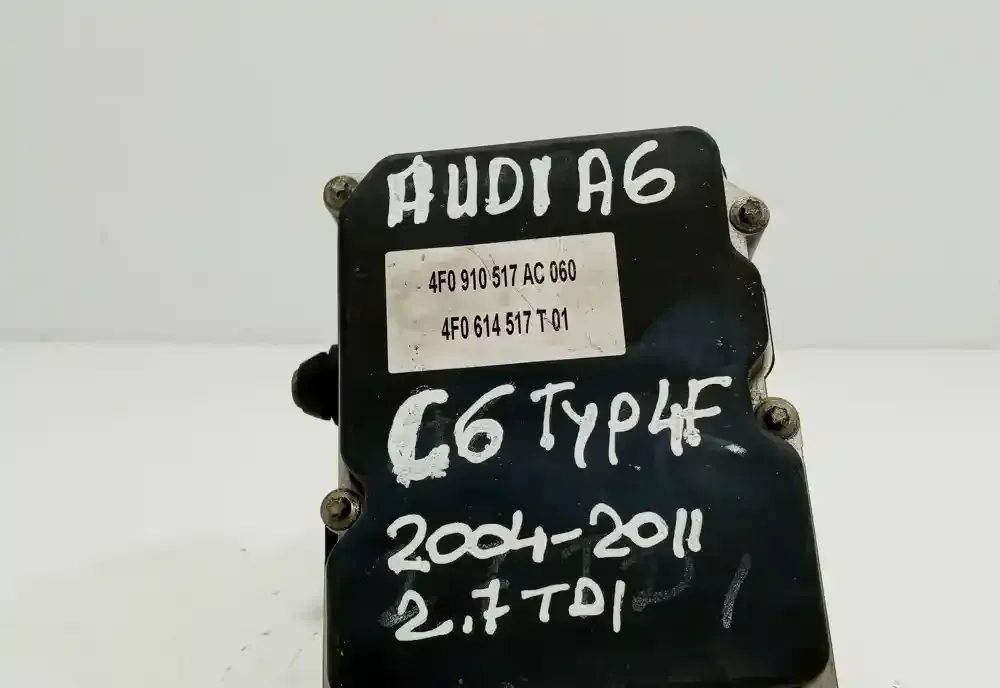 AUDI A6
4F0 910 517 AC 060
4F0 614 517 T 01
C6 Typ4F
2004-2011
2.7 TDI